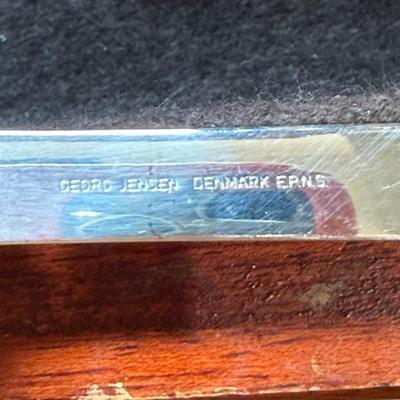 GEORG JENSEN DENMARK E.P.N.S.